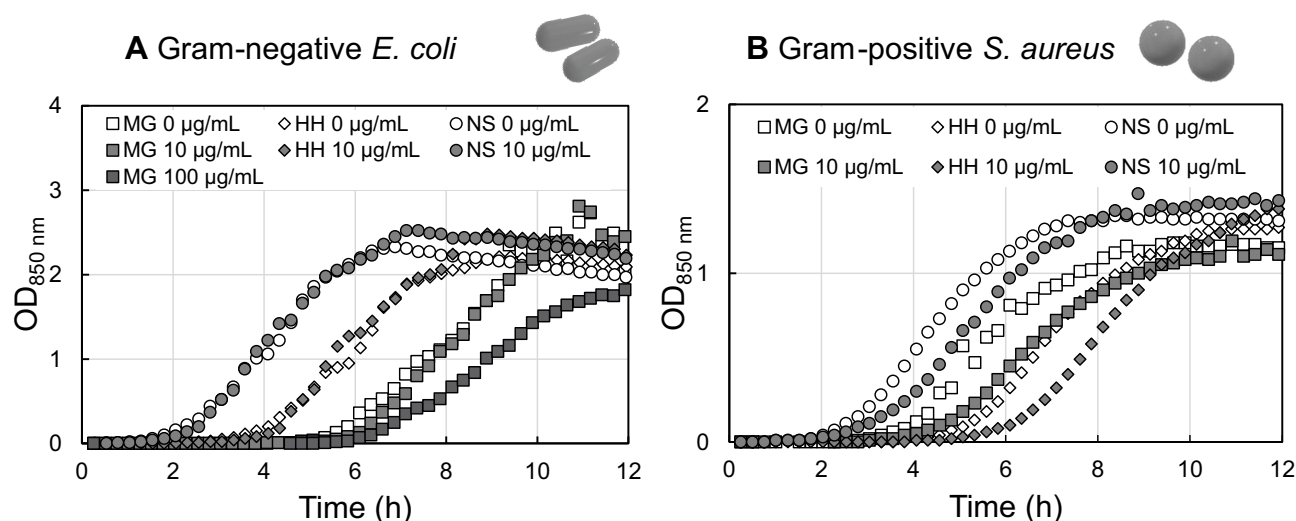 A Gram-negative E. coli
4
3
2
1
0
MG 0 µg/mL HH 0 µg/mL NS 0 µg/mL
MG 10 µg/mL HH 10 µg/mL NS 10 µg/mL
MG 100 µg/mL
OD850 nm
0 2 4 6 8 10 12
Time (h)
B Gram-positive S. aureus
2
1
0
MG 0 µg/mL HH 0 µg/mL NS 0 µg/mL
MG 10 µg/mL HH 10 µg/mL NS 10 µg/mL
OD850 nm
0 2 4 6 8 10 12
Time (h)